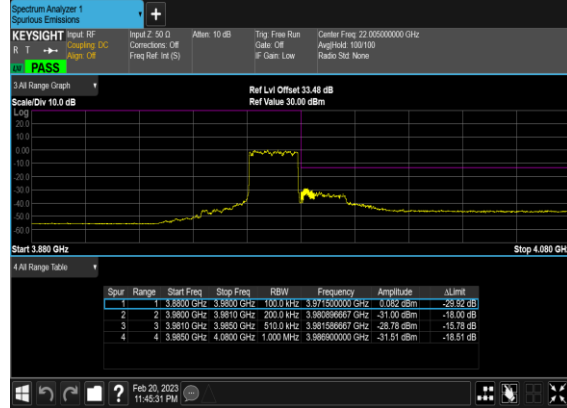 Spectrum Analyzer 1
Spurious Emissions
KEYSIGHT Input: RF
R T Coupling: DC
Align: Off
Input Z: 50 Ω
Corrections: Off
Freq Ref: Int (S)
Atten: 10 dB
Trig: Free Run
Gate: Off
IF Gain: Low
Center Freq: 22.005000000 GHz
Avg|Hold: 100/100
Radio Std: None
LW PASS
3 All Range Graph
Scale/Div 10.0 dB
Ref Lvl Offset 33.48 dB
Ref Value 30.00 dBm
Log
20.0
10.0
0.00
-10.0
-20.0
-30.0
-40.0
-50.0
-60.0
Start 3.880 GHz
Stop 4.080 GHz
4 All Range Table
Spur Range Start Freq Stop Freq RBW Frequency Amplitude ΔLimit
1 1 3.8800 GHz 3.9800 GHz 100.0 kHz 3.971500000 GHz 0.082 dBm -29.92 dB
2 2 3.9800 GHz 3.9810 GHz 200.0 kHz 3.980896667 GHz -31.00 dBm -18.00 dB
3 3 3.9810 GHz 3.9850 GHz 510.0 kHz 3.981586667 GHz -28.78 dBm -15.78 dB
4 4 3.9850 GHz 4.0800 GHz 1.000 MHz 3.986900000 GHz -31.51 dBm -18.51 dB
Feb 20, 2023
11:45:31 PM